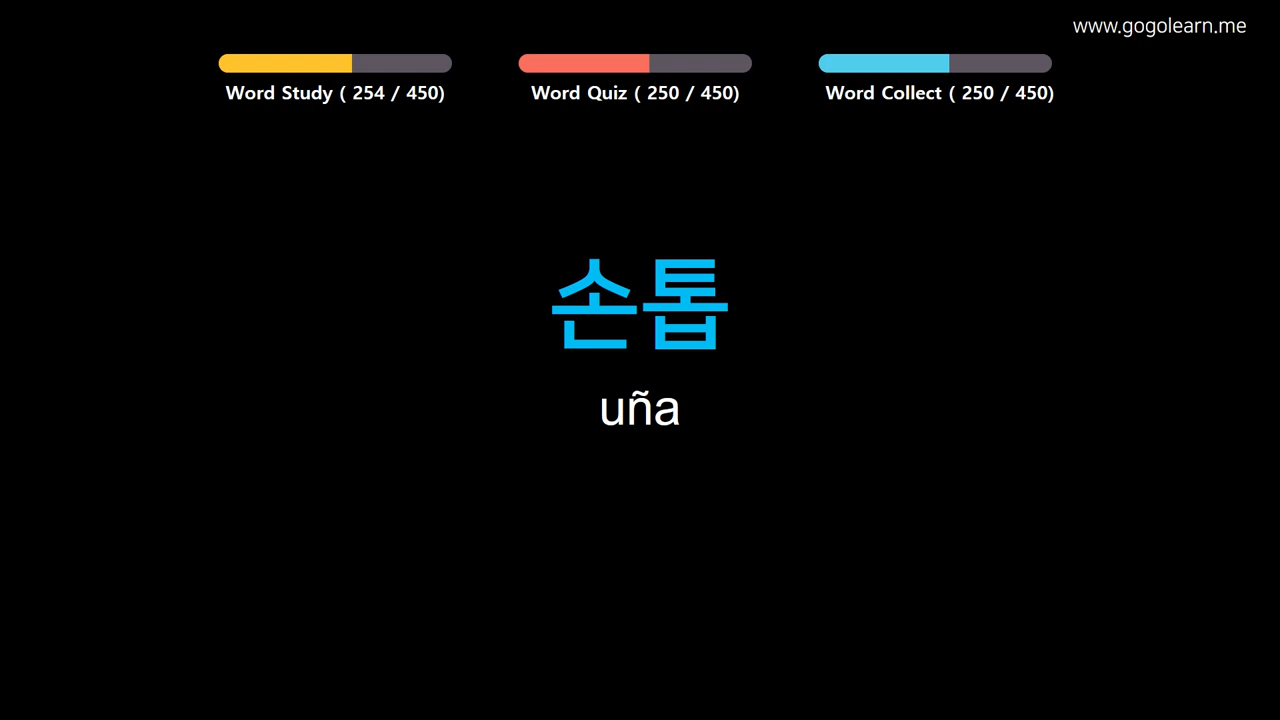 www.gogolearn.me
Word Study ( 254 / 450)
Word Quiz ( 250 / 450)
Word Collect ( 250 / 450)
손톱
uña